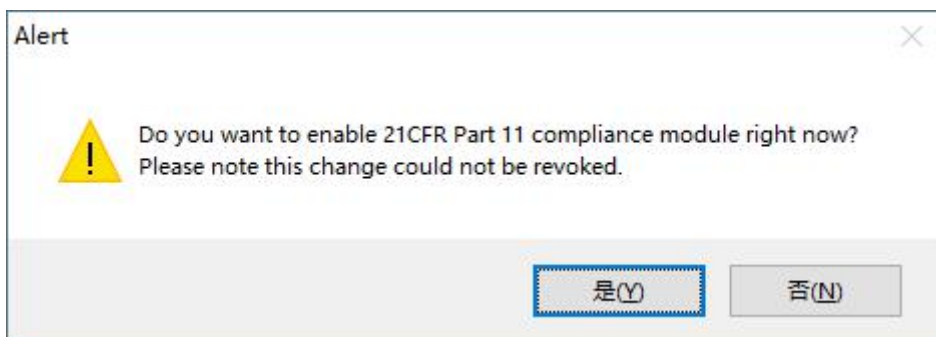 Alert
Do you want to enable 21CFR Part 11 compliance module right now?
Please note this change could not be revoked.
是(Y)
否(N)